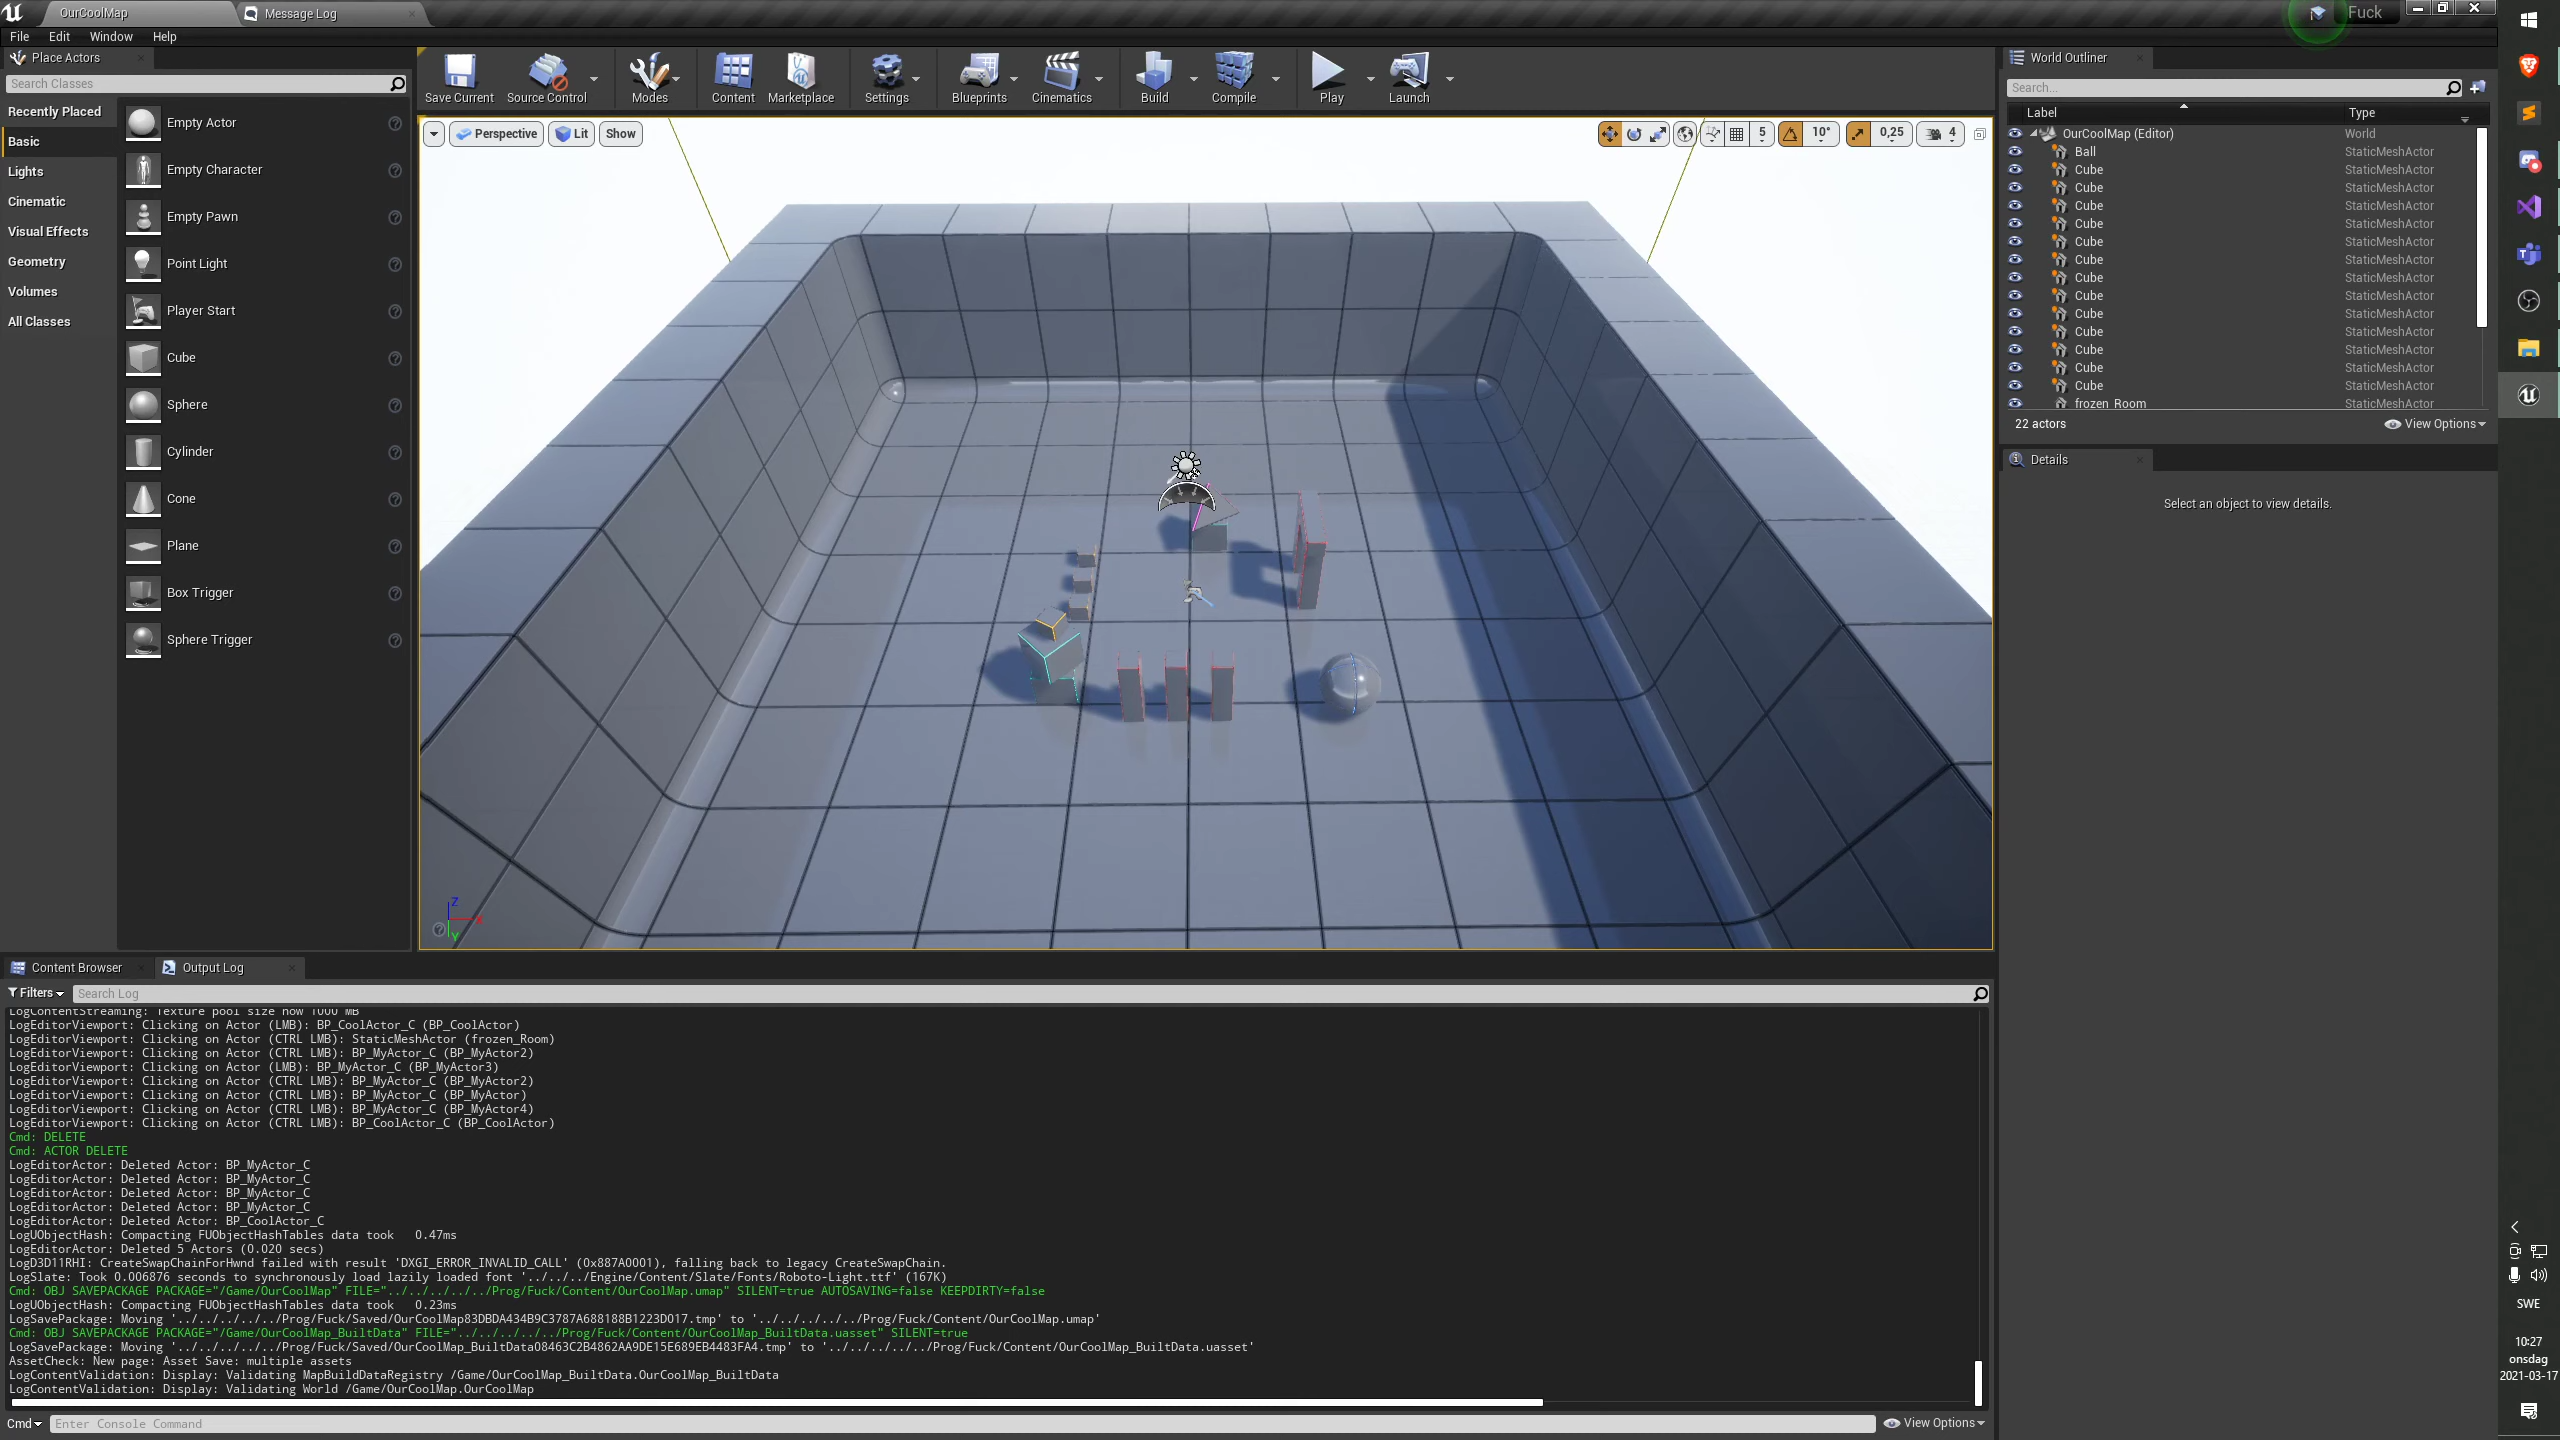 OurCoolMap
Message Log
Fuck
File Edit Window Help
Place Actors
Search Classes
Recently Placed
Basic
Lights
Cinematic
Visual Effects
Geometry
Volumes
All Classes
Empty Actor
Empty Character
Empty Pawn
Point Light
Player Start
Cube
Sphere
Cylinder
Cone
Plane
Box Trigger
Sphere Trigger
Save Current Source Control Modes Content Marketplace Settings Blueprints Cinematics Build Compile Play Launch
Perspective Lit Show
5 10° 0,25 4
Z
X
Y
World Outliner
Search...
Label Type
OurCoolMap (Editor) World
Ball StaticMeshActor
Cube StaticMeshActor
Cube StaticMeshActor
Cube StaticMeshActor
Cube StaticMeshActor
Cube StaticMeshActor
Cube StaticMeshActor
Cube StaticMeshActor
Cube StaticMeshActor
Cube StaticMeshActor
Cube StaticMeshActor
Cube StaticMeshActor
Cube StaticMeshActor
Cube StaticMeshActor
frozen_Room StaticMeshActor
22 actors View Options
Details
Select an object to view details.
Content Browser Output Log
Filters Search Log
LogContentStreaming: Texture pool size now 1000 MB
LogEditorViewport: Clicking on Actor (LMB): BP_CoolActor_C (BP_CoolActor)
LogEditorViewport: Clicking on Actor (CTRL LMB): StaticMeshActor (frozen_Room)
LogEditorViewport: Clicking on Actor (CTRL LMB): BP_MyActor_C (BP_MyActor2)
LogEditorViewport: Clicking on Actor (LMB): BP_MyActor_C (BP_MyActor3)
LogEditorViewport: Clicking on Actor (CTRL LMB): BP_MyActor_C (BP_MyActor2)
LogEditorViewport: Clicking on Actor (CTRL LMB): BP_MyActor_C (BP_MyActor)
LogEditorViewport: Clicking on Actor (CTRL LMB): BP_MyActor_C (BP_MyActor4)
LogEditorViewport: Clicking on Actor (CTRL LMB): BP_CoolActor_C (BP_CoolActor)
Cmd: DELETE
Cmd: ACTOR DELETE
LogEditorActor: Deleted Actor: BP_MyActor_C
LogEditorActor: Deleted Actor: BP_MyActor_C
LogEditorActor: Deleted Actor: BP_MyActor_C
LogEditorActor: Deleted Actor: BP_MyActor_C
LogEditorActor: Deleted Actor: BP_CoolActor_C
LogUObjectHash: Compacting FUObjectHashTables data took 0.47ms
LogEditorActor: Deleted 5 Actors (0.020 secs)
LogD3D11RHI: CreateSwapChainForHwnd failed with result 'DXGI_ERROR_INVALID_CALL' (0x887A0001), falling back to legacy CreateSwapChain.
LogSlate: Took 0.006876 seconds to synchronously load lazily loaded font '../../../Engine/Content/Slate/Fonts/Roboto-Light.ttf' (167K)
Cmd: OBJ SAVEPACKAGE PACKAGE="/Game/OurCoolMap" FILE="../../../../../Prog/Fuck/Content/OurCoolMap.umap" SILENT=true AUTOSAVING=false KEEPDIRTY=false
LogUObjectHash: Compacting FUObjectHashTables data took 0.23ms
LogSavePackage: Moving '../../../../../Prog/Fuck/Saved/OurCoolMap83DBDA434B9C3787A688188B1223D017.tmp' to '../../../../../Prog/Fuck/Content/OurCoolMap.umap'
Cmd: OBJ SAVEPACKAGE PACKAGE="/Game/OurCoolMap_BuiltData" FILE="../../../../../Prog/Fuck/Content/OurCoolMap_BuiltData.uasset" SILENT=true
LogSavePackage: Moving '../../../../../Prog/Fuck/Saved/OurCoolMap_BuiltData08463C2B4862AA9DE15E689EB4483FA4.tmp' to '../../../../../Prog/Fuck/Content/OurCoolMap_BuiltData.uasset'
AssetCheck: New page: Asset Save: multiple assets
LogContentValidation: Display: Validating MapBuildDataRegistry /Game/OurCoolMap_BuiltData.OurCoolMap_BuiltData
LogContentValidation: Display: Validating World /Game/OurCoolMap.OurCoolMap
Cmd Enter Console Command View Options
SWE
10:27
onsdag
2021-03-17